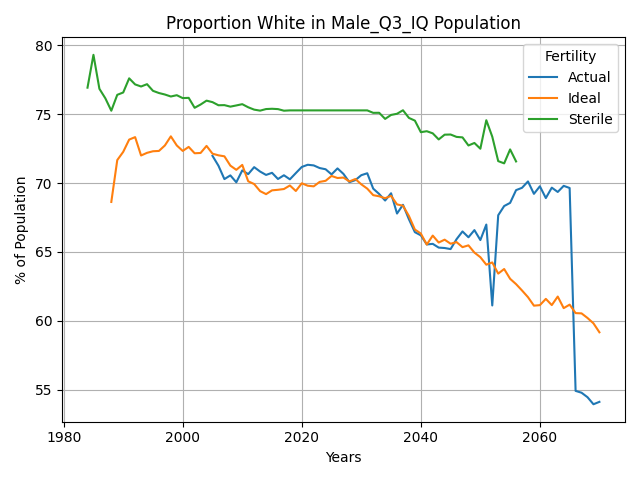 Proportion White in Male_Q3_IQ Population
80
75
70
65
60
55
% of Population
Fertility
Actual
Ideal
Sterile
1980
2000
2020
2040
2060
Years